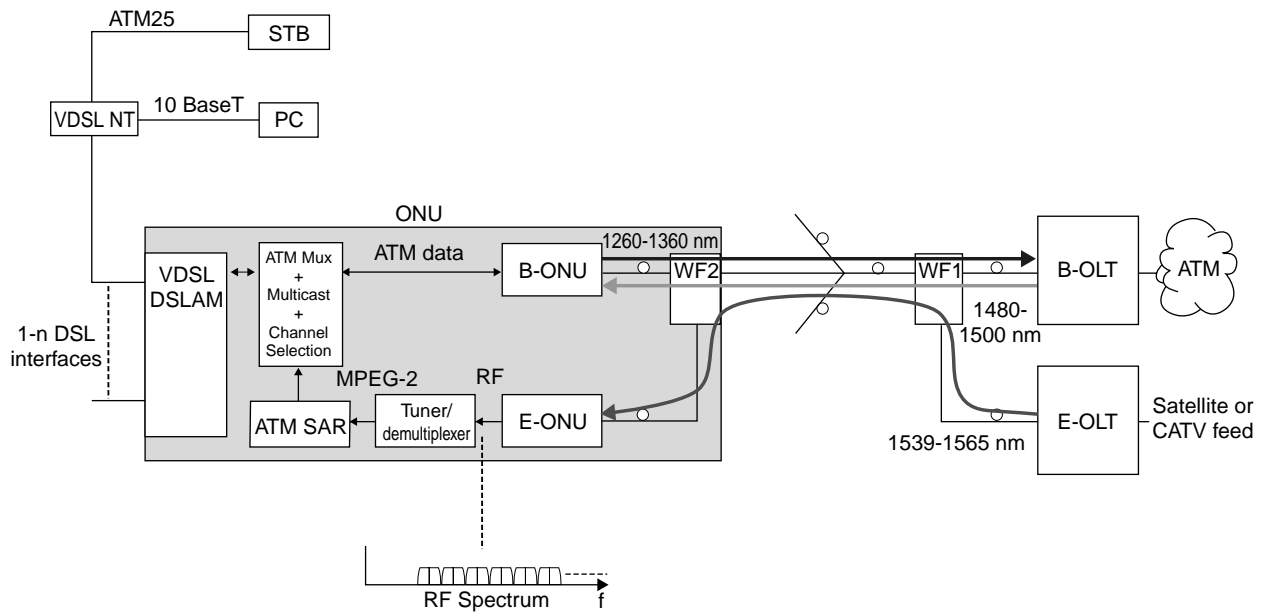 ATM25
STB
VDSL NT
10 BaseT
PC
ONU
1-n DSL
interfaces
VDSL
DSLAM
ATM Mux
+
Multicast
+
Channel
Selection
ATM data
B-ONU
1260-1360 nm
WF2
WF1
B-OLT
ATM
1480-
1500 nm
MPEG-2
RF
ATM SAR
Tuner/
demultiplexer
E-ONU
1539-1565 nm
E-OLT
Satellite or
CATV feed
RF Spectrum
f